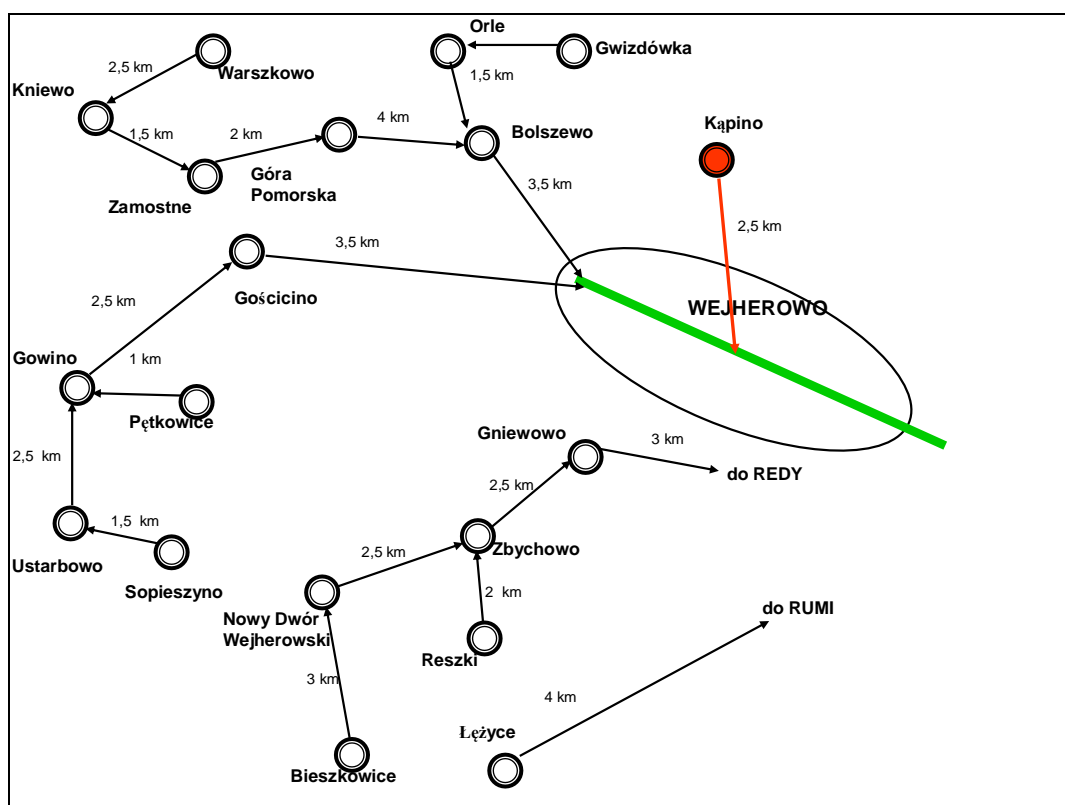 Orle
Gwizdówka
2,5 km
Warszkowo
1,5 km
Kniewo
1,5 km
2 km
4 km
Bolszewo
Kąpino
Góra
Pomorska
Zamostne
3,5 km
2,5 km
3,5 km
2,5 km
Gościcino
WEJHEROWO
Gowino
1 km
Pętkowice
Gniewowo
3 km
do REDY
2,5 km
2,5 km
1,5 km
2,5 km
Zbychowo
Ustarbowo
Sopieszyno
2 km
Nowy Dwór
Wejherowski
do RUMI
Reszki
3 km
4 km
Łężyce
Bieszkowice